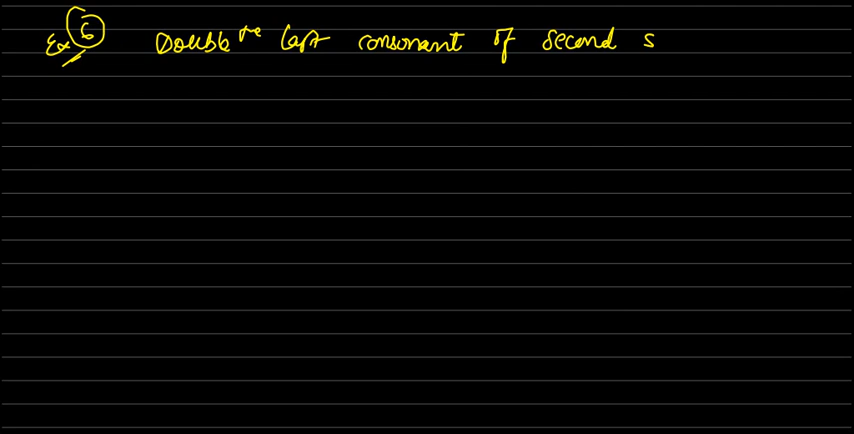 Ex 6 Double the last consonant of second s